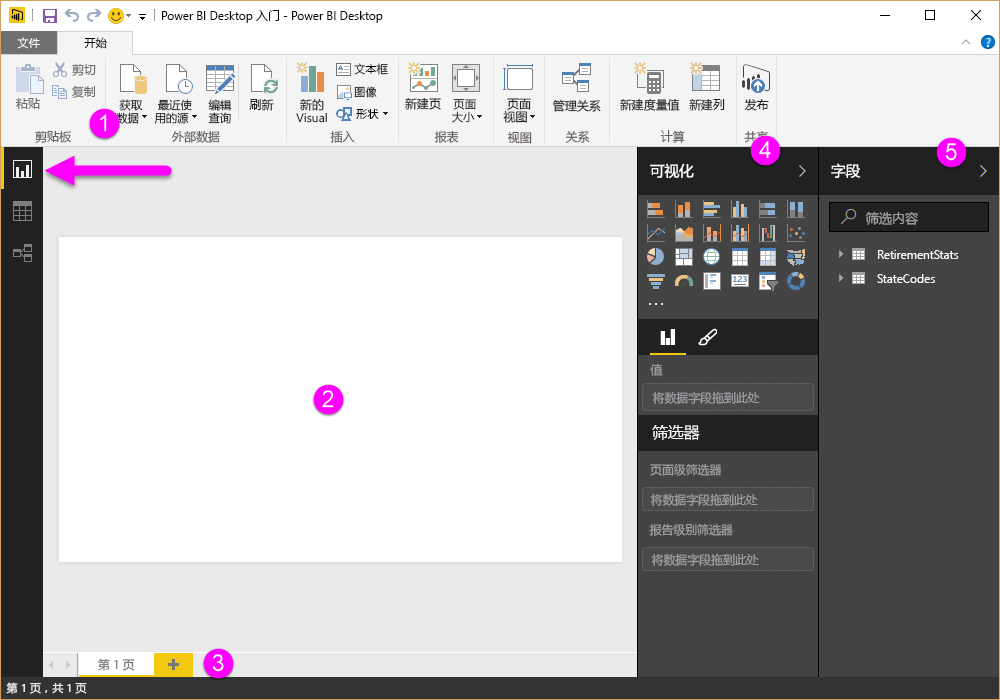 Power BI Desktop 入门 - Power BI Desktop
文件
开始
粘贴
剪切
复制
剪贴板
获取
数据
最近使
用的源
编辑
查询
刷新
外部数据
新的
Visual
文本框
图像
形状
插入
新建页
页面
大小
报表
页面
视图
视图
管理关系
关系
新建度量值
新建列
计算
发布
共享
1
2
3
4
5
可视化
123
...
值
将数据字段拖到此处
筛选器
页面级筛选器
将数据字段拖到此处
报告级别筛选器
将数据字段拖到此处
字段
筛选内容
RetirementStats
StateCodes
第 1 页
第 1 页 , 共 1 页